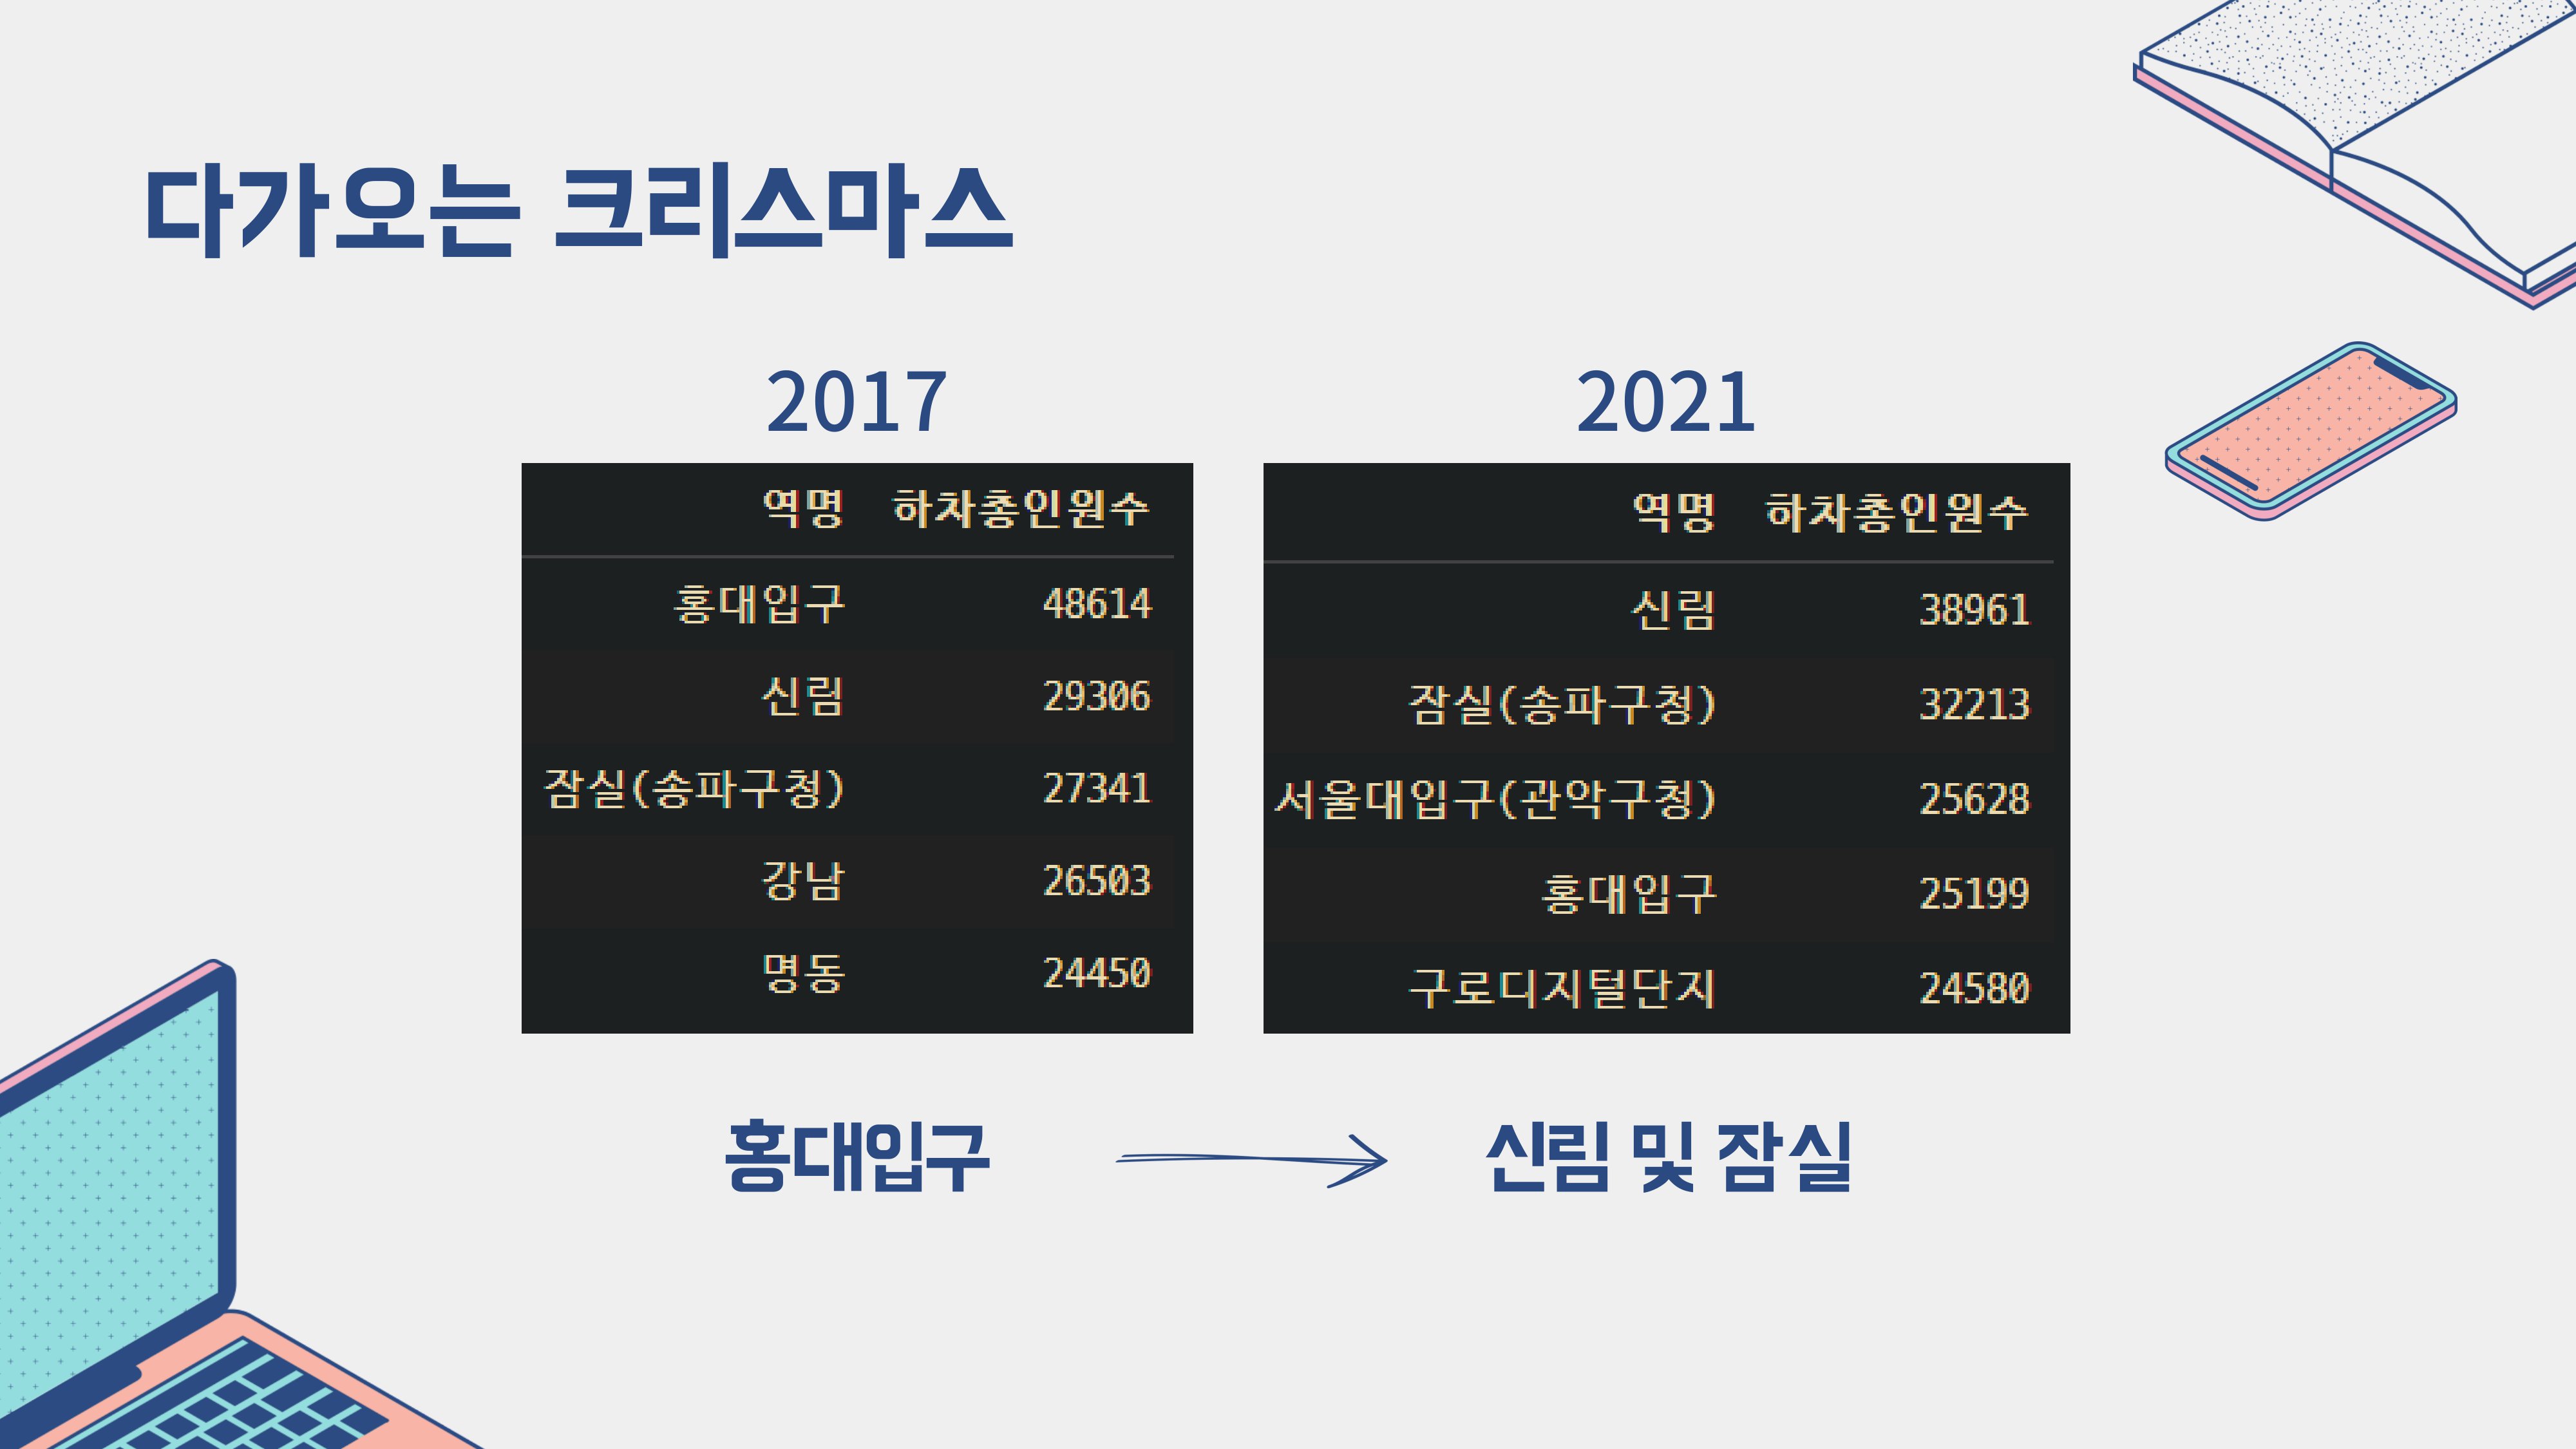 다가오는 크리스마스
2017
역명 하차총인원수
홍대입구 48614
신림 29306
잠실(송파구청) 27341
강남 26503
명동 24450
2021
역명 하차총인원수
신림 38961
잠실(송파구청) 32213
서울대입구(관악구청) 25628
홍대입구 25199
구로디지털단지 24580
홍대입구
신림 및 잠실